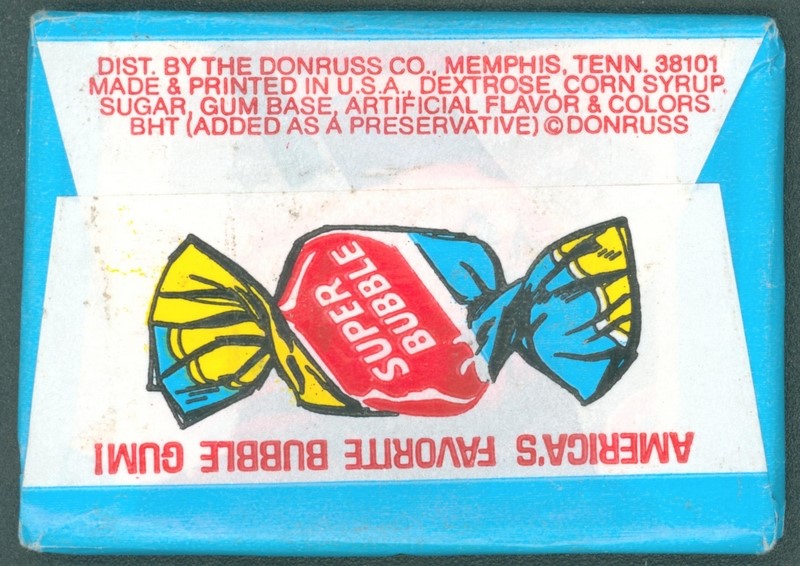 DIST. BY THE DONRUSS CO., MEMPHIS, TENN. 38101
MADE & PRINTED IN U.S.A., DEXTROSE, CORN SYRUP,
SUGAR, GUM BASE, ARTIFICIAL FLAVOR & COLORS.
BHT (ADDED AS A PRESERVATIVE) © DONRUSS
SUPER
BUBBLE
AMERICA'S FAVORITE BUBBLE GUM!